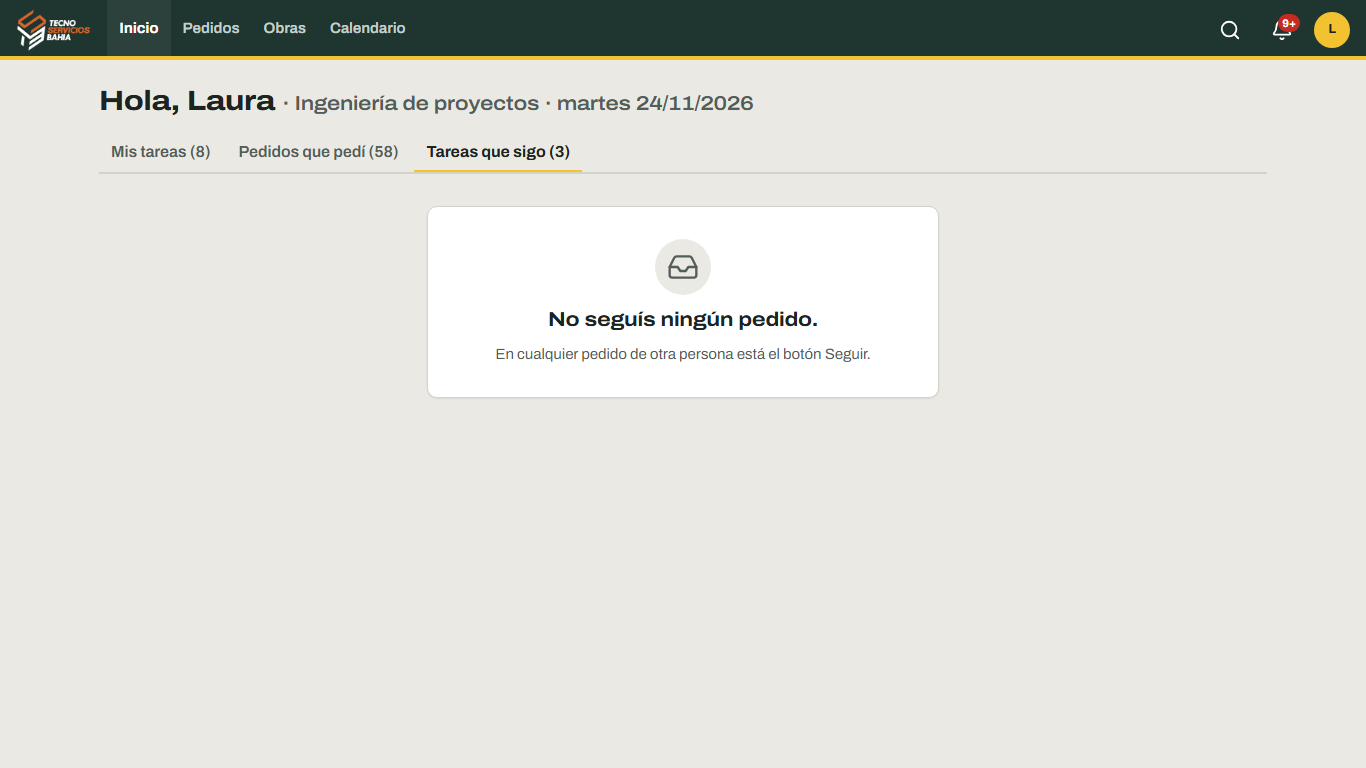 TECNO
SERVICIOS
BAHIA
Inicio
Pedidos
Obras
Calendario
9+
L
Hola, Laura · Ingeniería de proyectos · martes 24/11/2026
Mis tareas (8)
Pedidos que pedí (58)
Tareas que sigo (3)
No seguís ningún pedido.
En cualquier pedido de otra persona está el botón Seguir.